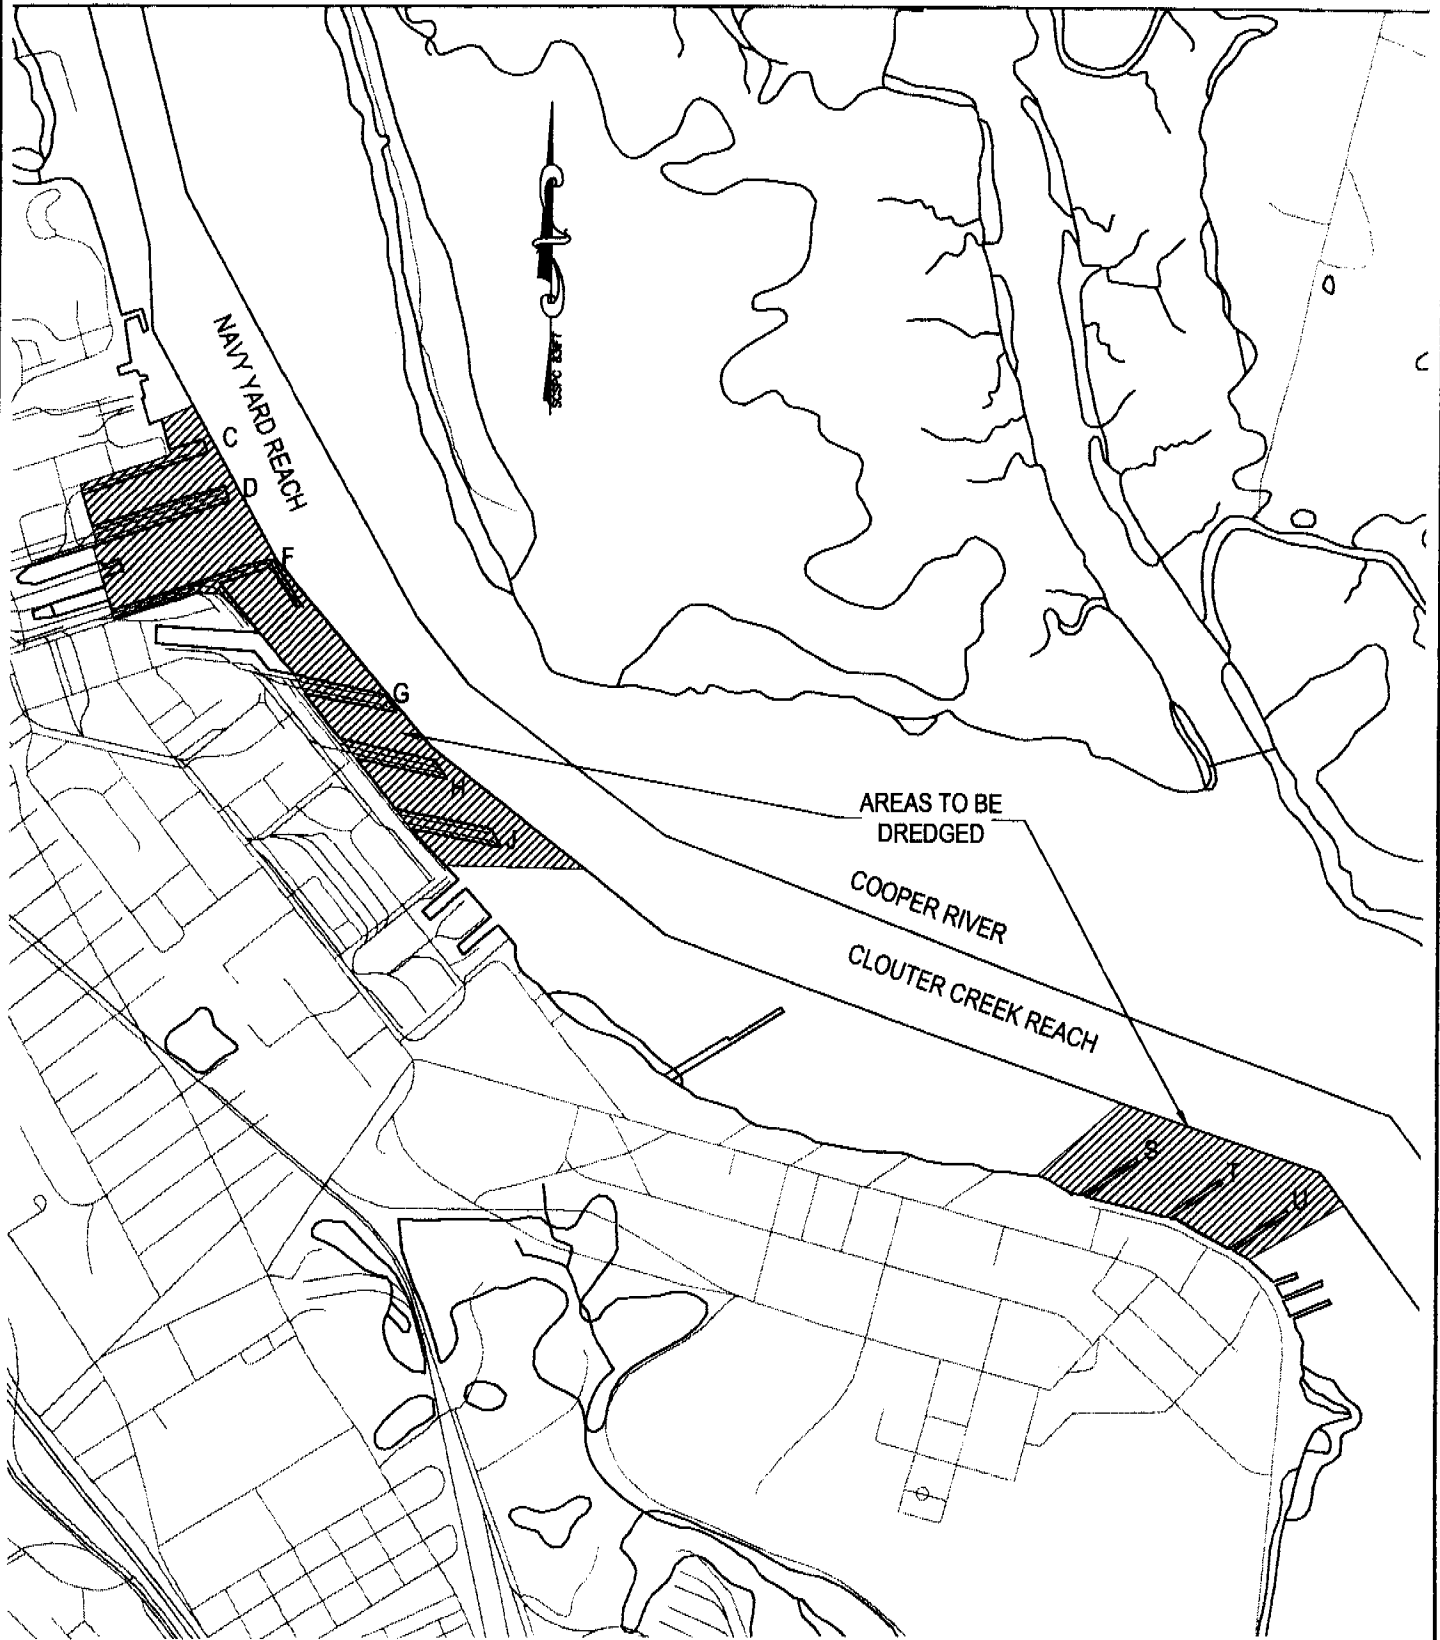 NAVY YARD REACH
C
D
F
G
H
J
AREAS TO BE
DREDGED
COOPER RIVER
CLOUTER CREEK REACH
S
T
U